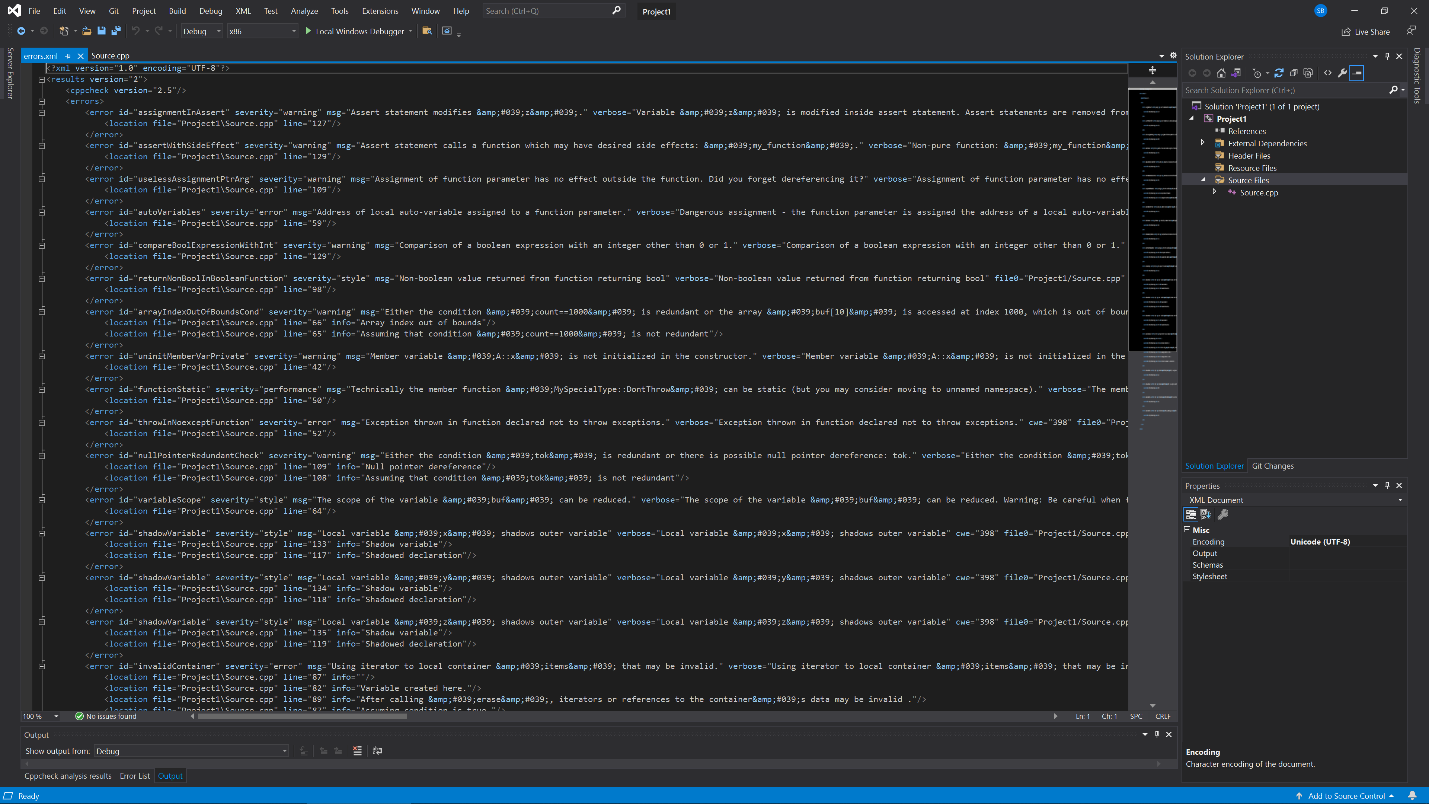 File Edit View Git Project Build Debug XML Test Analyze Tools Extensions Window Help Search (Ctrl+Q) Project1 SB
Debug x86 Local Windows Debugger Live Share
Server Explorer
errors.xml Source.cpp
<?xml version="1.0" encoding="UTF-8"?>
<results version="2">
<cppcheck version="2.5"/>
<errors>
<error id="assignmentInAssert" severity="warning" msg="Assert statement modifies &amp;#039;z&amp;#039;." verbose="Variable &amp;#039;z&amp;#039; is modified inside assert statement. Assert statements are removed from
<location file="Project1\Source.cpp" line="127"/>
</error>
<error id="assertWithSideEffect" severity="warning" msg="Assert statement calls a function which may have desired side effects: &amp;#039;my_function&amp;#039;." verbose="Non-pure function: &amp;#039;my_function&amp;
<location file="Project1\Source.cpp" line="129"/>
</error>
<error id="uselessAssignmentPtrArg" severity="warning" msg="Assignment of function parameter has no effect outside the function. Did you forget dereferencing it?" verbose="Assignment of function parameter has no effe
<location file="Project1\Source.cpp" line="109"/>
</error>
<error id="autoVariables" severity="error" msg="Address of local auto-variable assigned to a function parameter." verbose="Dangerous assignment - the function parameter is assigned the address of a local auto-variabl
<location file="Project1\Source.cpp" line="59"/>
</error>
<error id="compareBoolExpressionWithInt" severity="warning" msg="Comparison of a boolean expression with an integer other than 0 or 1." verbose="Comparison of a boolean expression with an integer other than 0 or 1."
<location file="Project1\Source.cpp" line="129"/>
</error>
<error id="returnNonBoolInBooleanFunction" severity="style" msg="Non-boolean value returned from function returning bool" verbose="Non-boolean value returned from function returning bool" file0="Project1/Source.cpp"
<location file="Project1\Source.cpp" line="98"/>
</error>
<error id="arrayIndexOutOfBoundsCond" severity="warning" msg="Either the condition &amp;#039;count==1000&amp;#039; is redundant or the array &amp;#039;buf[10]&amp;#039; is accessed at index 1000, which is out of boun
<location file="Project1\Source.cpp" line="66" info="Array index out of bounds"/>
<location file="Project1\Source.cpp" line="65" info="Assuming that condition &amp;#039;count==1000&amp;#039; is not redundant"/>
</error>
<error id="uninitMemberVarPrivate" severity="warning" msg="Member variable &amp;#039;A::x&amp;#039; is not initialized in the constructor." verbose="Member variable &amp;#039;A::x&amp;#039; is not initialized in the
<location file="Project1\Source.cpp" line="42"/>
</error>
<error id="functionStatic" severity="performance" msg="Technically the member function &amp;#039;MySpecialType::DontThrow&amp;#039; can be static (but you may consider moving to unnamed namespace)." verbose="The memb
<location file="Project1\Source.cpp" line="50"/>
</error>
<error id="throwInNoexceptFunction" severity="error" msg="Exception thrown in function declared not to throw exceptions." verbose="Exception thrown in function declared not to throw exceptions." cwe="398" file0="Proj
<location file="Project1\Source.cpp" line="52"/>
</error>
<error id="nullPointerRedundantCheck" severity="warning" msg="Either the condition &amp;#039;tok&amp;#039; is redundant or there is possible null pointer dereference: tok." verbose="Either the condition &amp;#039;tok
<location file="Project1\Source.cpp" line="109" info="Null pointer dereference"/>
<location file="Project1\Source.cpp" line="108" info="Assuming that condition &amp;#039;tok&amp;#039; is not redundant"/>
</error>
<error id="variableScope" severity="style" msg="The scope of the variable &amp;#039;buf&amp;#039; can be reduced." verbose="The scope of the variable &amp;#039;buf&amp;#039; can be reduced. Warning: Be careful when f
<location file="Project1\Source.cpp" line="64"/>
</error>
<error id="shadowVariable" severity="style" msg="Local variable &amp;#039;x&amp;#039; shadows outer variable" verbose="Local variable &amp;#039;x&amp;#039; shadows outer variable" cwe="398" file0="Project1/Source.cpp
<location file="Project1\Source.cpp" line="133" info="Shadow variable"/>
<location file="Project1\Source.cpp" line="117" info="Shadowed declaration"/>
</error>
<error id="shadowVariable" severity="style" msg="Local variable &amp;#039;y&amp;#039; shadows outer variable" verbose="Local variable &amp;#039;y&amp;#039; shadows outer variable" cwe="398" file0="Project1/Source.cpp
<location file="Project1\Source.cpp" line="134" info="Shadow variable"/>
<location file="Project1\Source.cpp" line="118" info="Shadowed declaration"/>
</error>
<error id="shadowVariable" severity="style" msg="Local variable &amp;#039;z&amp;#039; shadows outer variable" verbose="Local variable &amp;#039;z&amp;#039; shadows outer variable" cwe="398" file0="Project1/Source.cpp
<location file="Project1\Source.cpp" line="135" info="Shadow variable"/>
<location file="Project1\Source.cpp" line="119" info="Shadowed declaration"/>
</error>
<error id="invalidContainer" severity="error" msg="Using iterator to local container &amp;#039;items&amp;#039; that may be invalid." verbose="Using iterator to local container &amp;#039;items&amp;#039; that may be in
<location file="Project1\Source.cpp" line="87" info=""/>
<location file="Project1\Source.cpp" line="82" info="Variable created here."/>
<location file="Project1\Source.cpp" line="89" info="After calling &amp;#039;erase&amp;, iterators or references to the container&amp;#039;s data may be invalid ."/>
<location file="Project1\Source.cpp" line="87" info="Assuming condition is true."/>
100 % No issues found Ln: 1 Ch: 1 SPC CRLF
Output
Show output from: Debug
Cppcheck analysis results Error List Output
Ready Add to Source Control
Solution Explorer
Search Solution Explorer (Ctrl+;)
Solution 'Project1' (1 of 1 project)
Project1
References
External Dependencies
Header Files
Resource Files
Source Files
Source.cpp
Solution Explorer Git Changes
Properties
XML Document
Misc
Encoding Unicode (UTF-8)
Output
Schemas
Stylesheet
Encoding
Character encoding of the document.
Diagnostic Tools